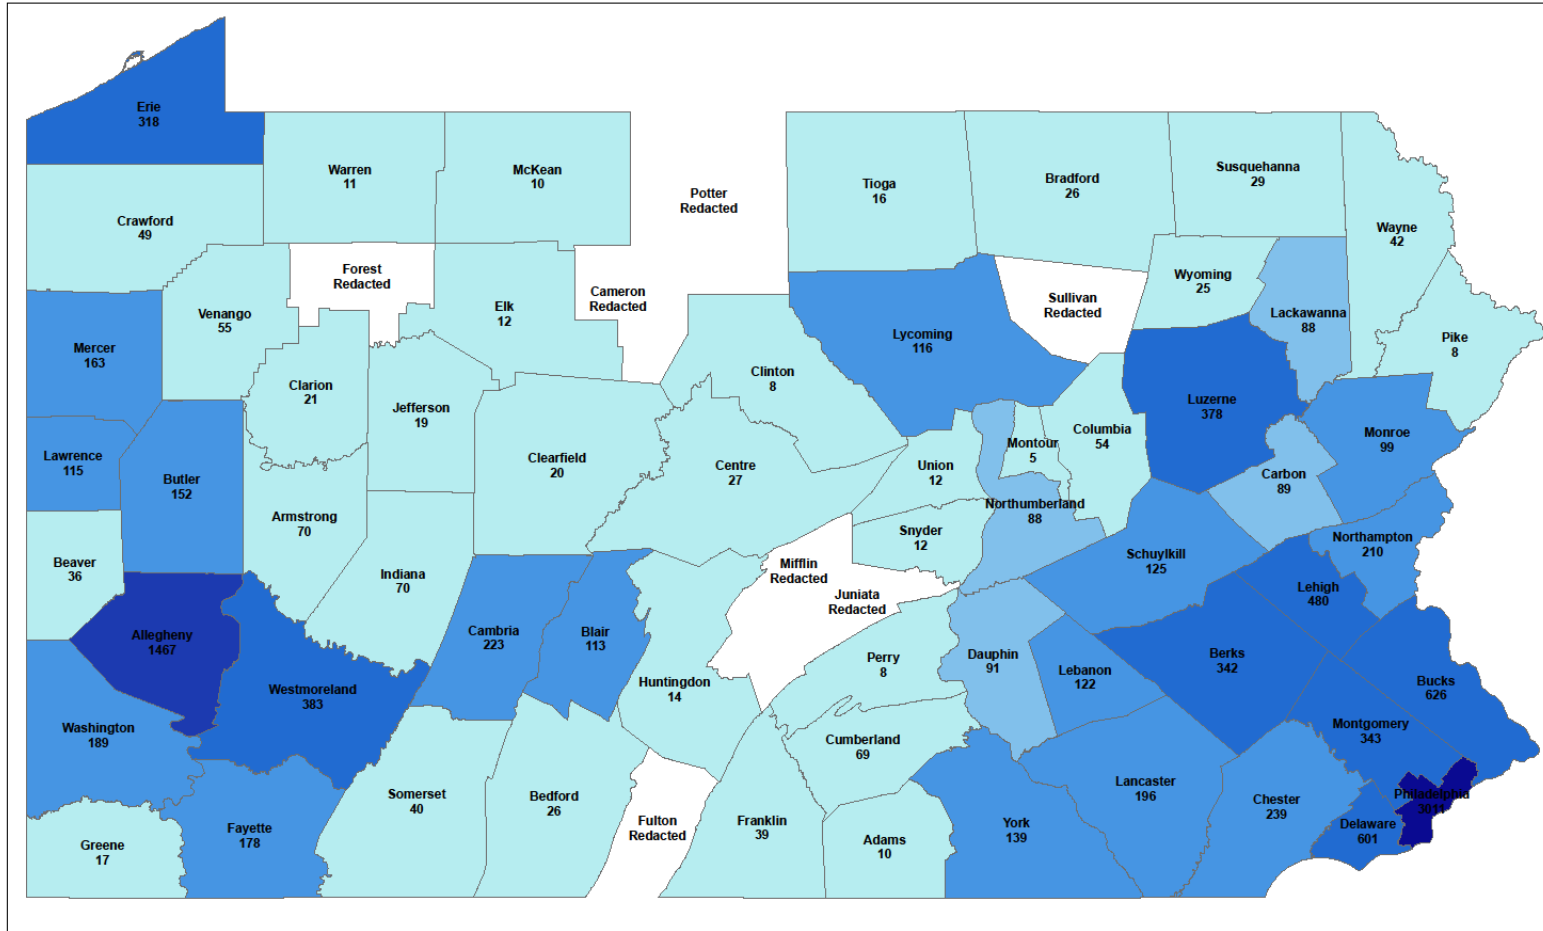 Erie
318
Warren
11
McKean
10
Potter
Redacted
Tioga
16
Bradford
26
Susquehanna
29
Wayne
42
Crawford
49
Forest
Redacted
Cameron
Redacted
Elk
12
Venango
55
Sullivan
Redacted
Wyoming
25
Lackawanna
88
Pike
8
Mercer
163
Lycoming
116
Clinton
8
Clarion
21
Jefferson
19
Luzerne
378
Columbia
54
Monroe
99
Montour
5
Lawrence
115
Butler
152
Clearfield
20
Centre
27
Union
12
Carbon
89
Armstrong
70
Northumberland
88
Snyder
12
Northampton
210
Schuylkill
125
Beaver
36
Indiana
70
Mifflin
Redacted
Juniata
Redacted
Lehigh
480
Allegheny
1467
Cambria
223
Blair
113
Perry
8
Dauphin
91
Lebanon
122
Berks
342
Bucks
626
Huntingdon
14
Westmoreland
383
Washington
189
Cumberland
69
Montgomery
343
Lancaster
196
Somerset
40
Bedford
26
Chester
239
Philadelphia
3011
Fayette
178
Fulton
Redacted
Franklin
39
York
139
Delaware
601
Adams
10
Greene
17